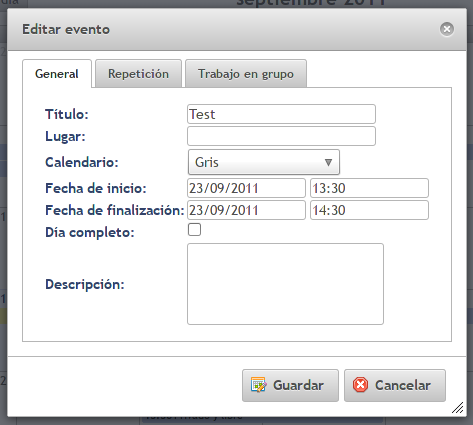 septiembre 2011
Editar evento
General Repetición Trabajo en grupo
Título: Test
Lugar:
Calendario: Gris
Fecha de inicio: 23/09/2011 13:30
Fecha de finalización: 23/09/2011 14:30
Día completo:
Descripción:
Guardar Cancelar